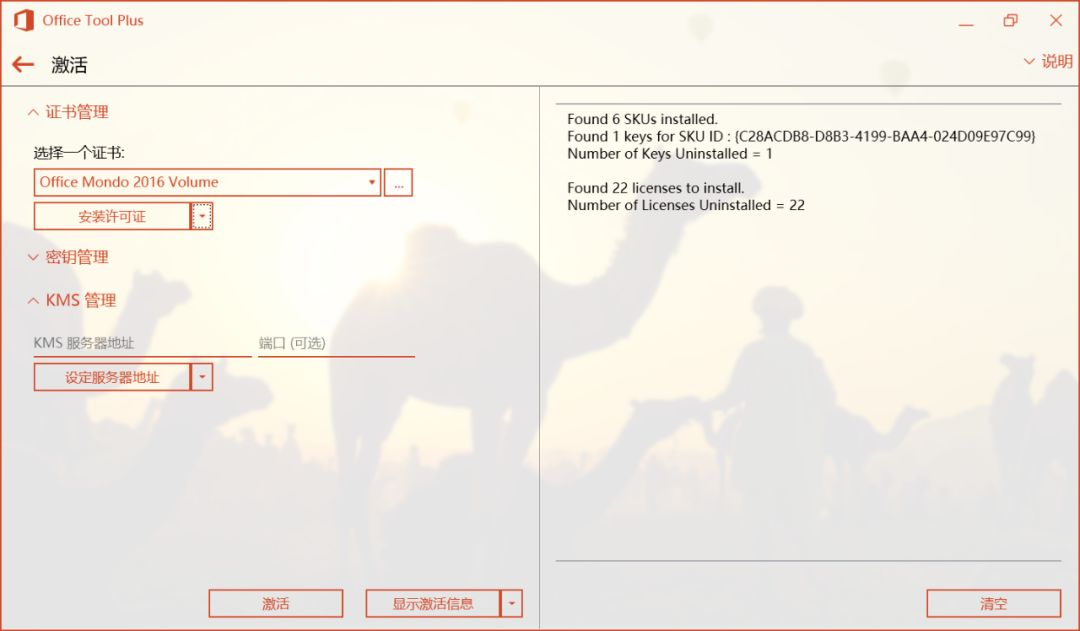 Office Tool Plus
激活
说明
证书管理
选择一个证书:
Office Mondo 2016 Volume
...
安装许可证
密钥管理
KMS 管理
KMS 服务器地址
端口 (可选)
设定服务器地址
激活
显示激活信息
Found 6 SKUs installed.
Found 1 keys for SKU ID : {C28ACDB8-D8B3-4199-BAA4-024D09E97C99}
Number of Keys Uninstalled = 1
Found 22 licenses to install.
Number of Licenses Uninstalled = 22
清空